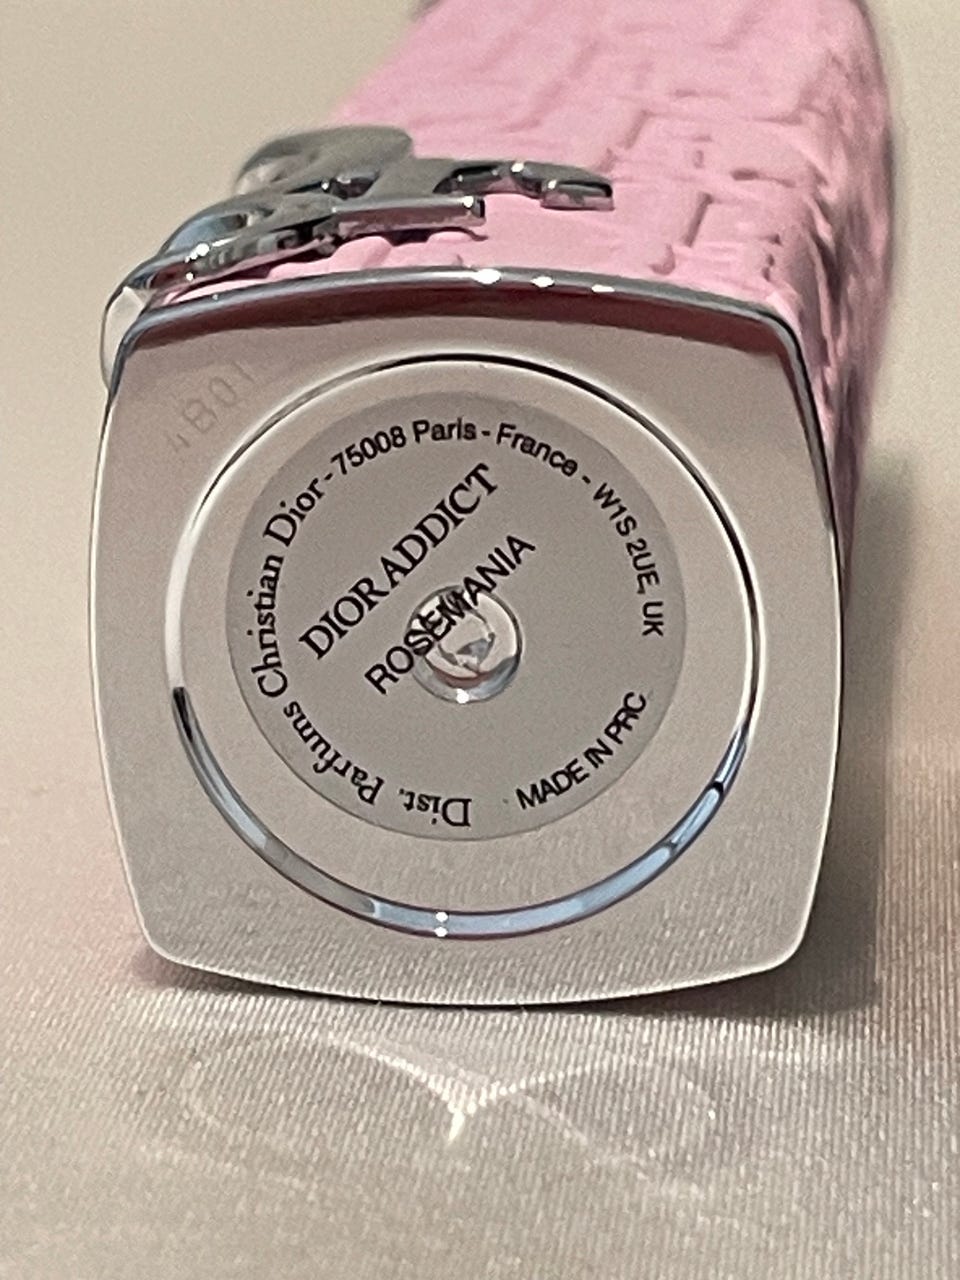 Dist. Parfums Christian Dior - 75008 Paris - France - W1S 2UE, UK
DIOR ADDICT
ROSEMANIA
MADE IN PRC